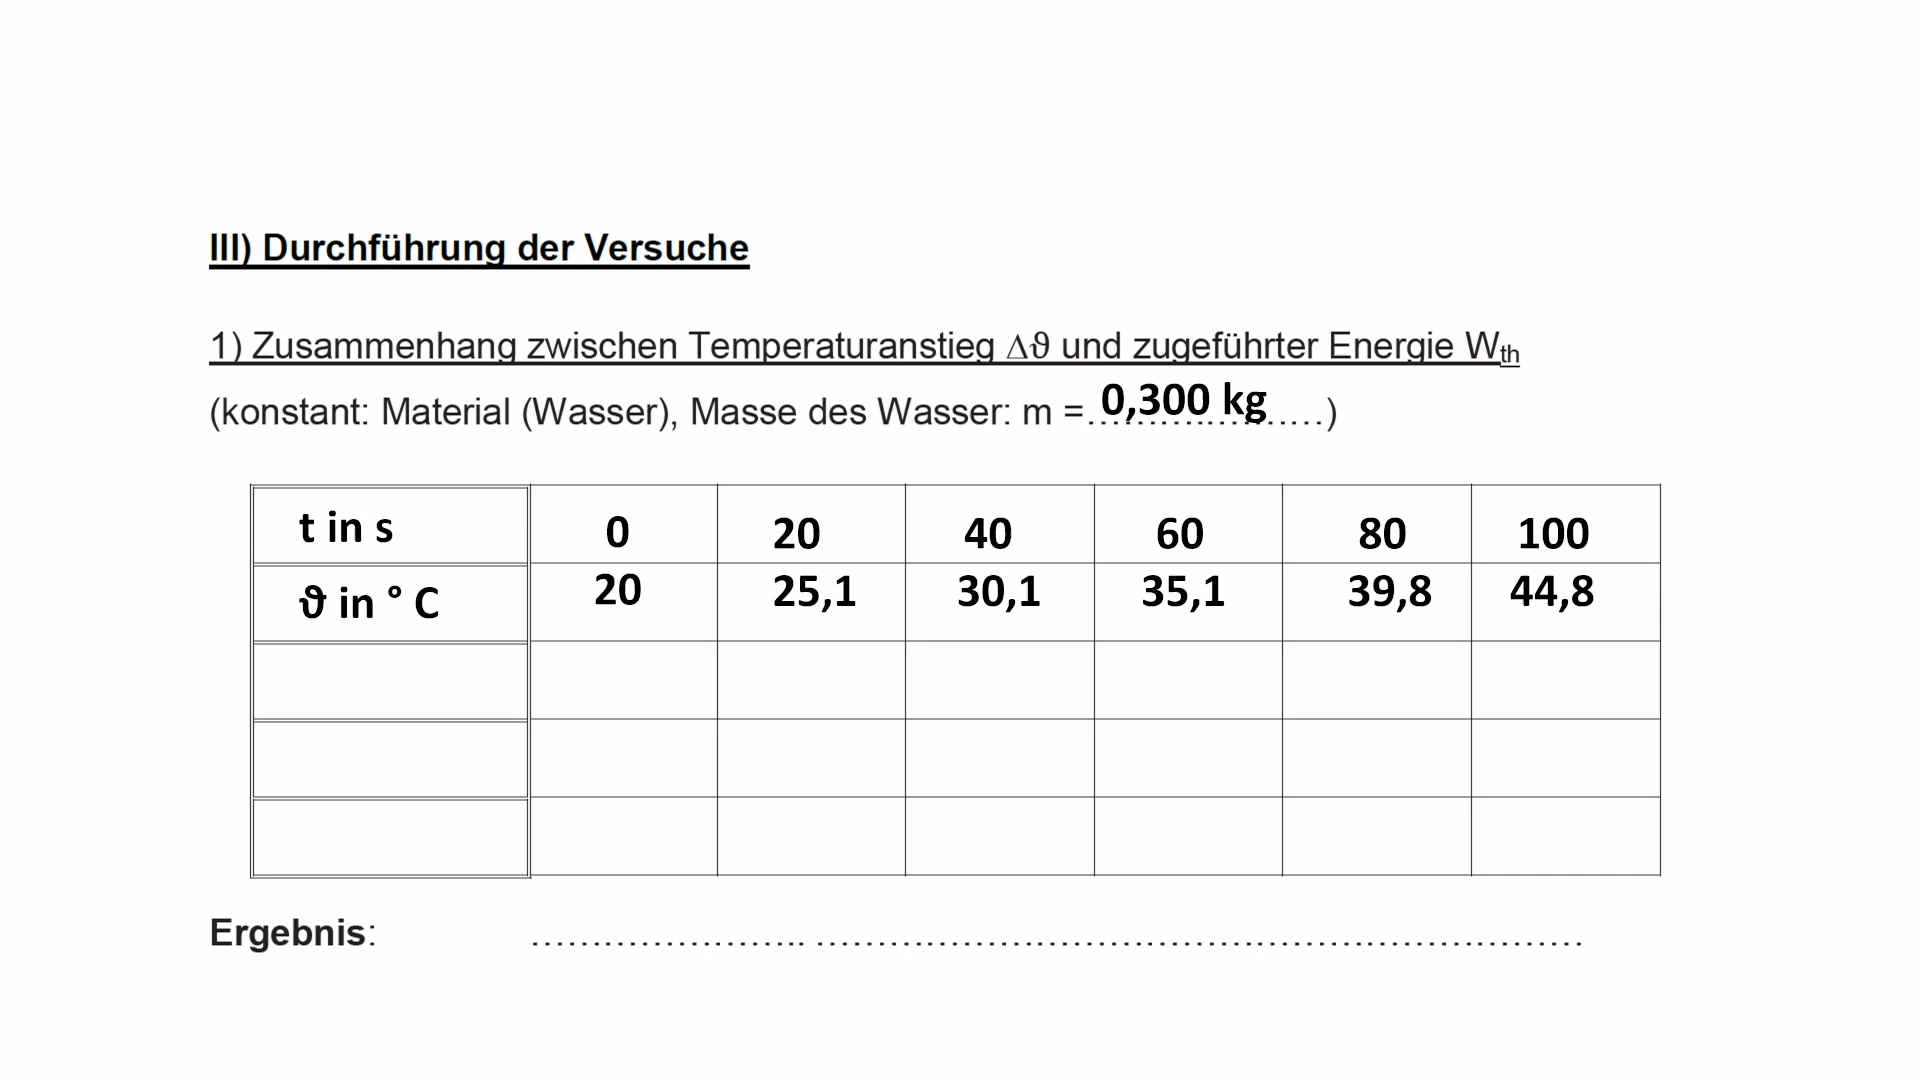 III) Durchführung der Versuche
1) Zusammenhang zwischen Temperaturanstieg Δϑ und zugeführter Energie Wth
(konstant: Material (Wasser), Masse des Wasser: m =. 0,300 kg .....)
t in s 0 20 40 60 80 100
ϑ in ° C 20 25,1 30,1 35,1 39,8 44,8
Ergebnis: ....................... ................................................................